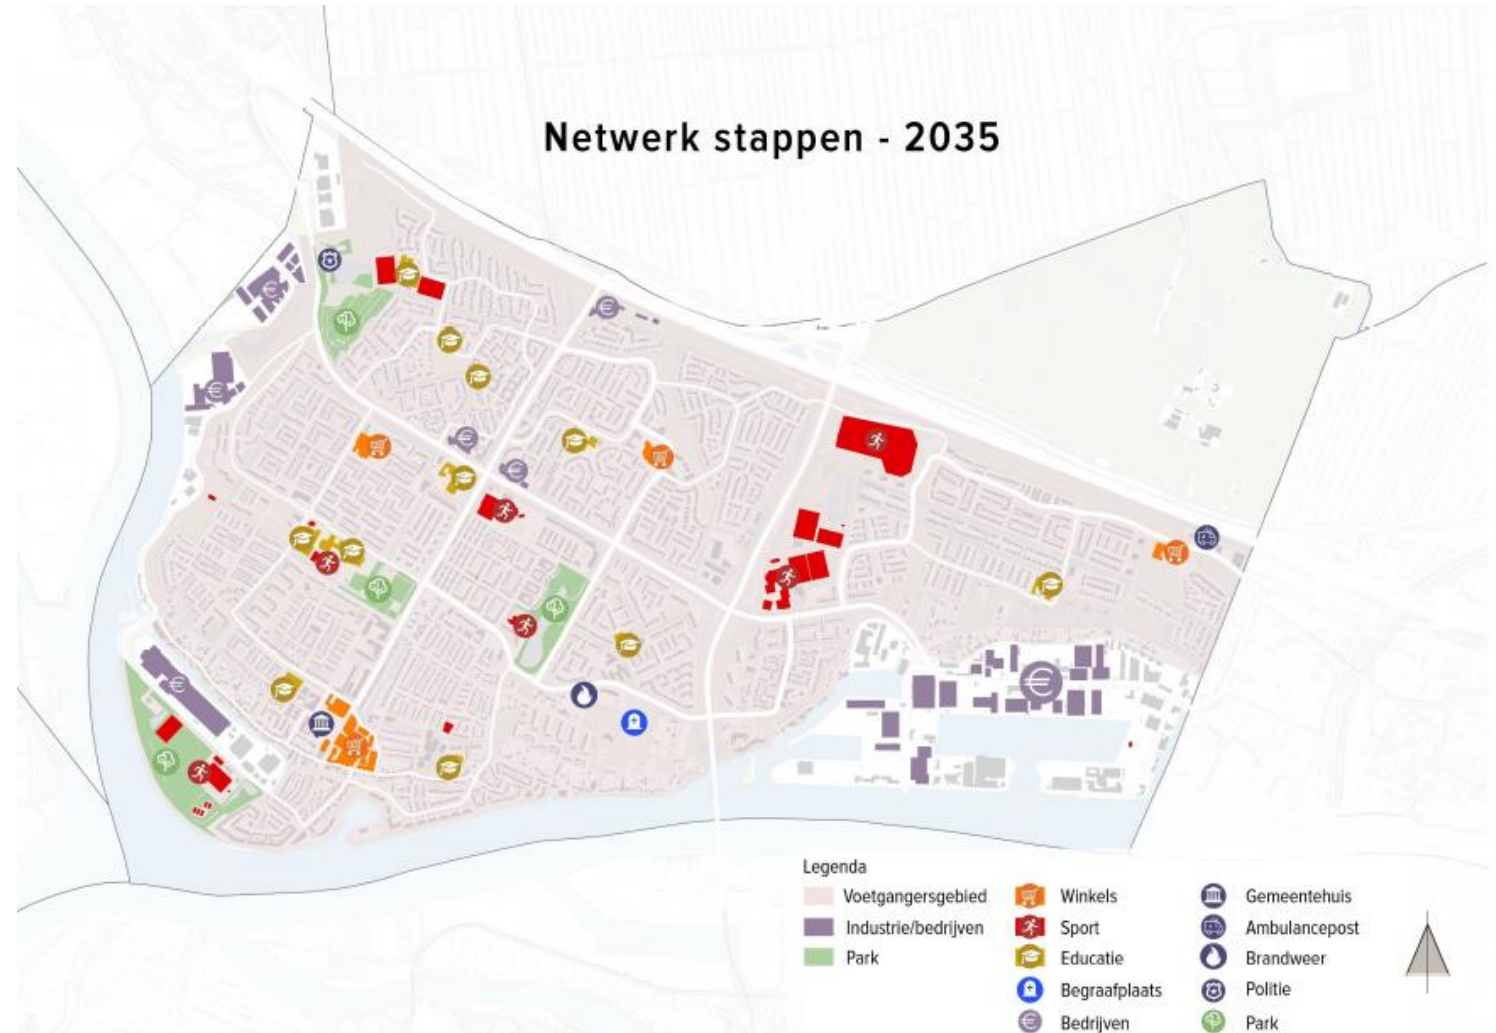 Netwerk stappen - 2035
Legenda
Voetgangersgebied
Industrie/bedrijven
Park
Winkels
Sport
Educatie
Begraafplaats
Bedrijven
Gemeentehuis
Ambulancepost
Brandweer
Politie
Park